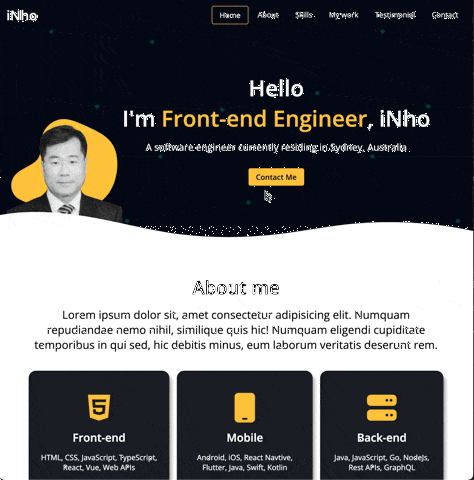 iNho
Home About Skills My work Testimonial Contact
Hello
I'm Front-end Engineer, iNho
A software engineer currently residing in Sydney, Australia
Contact Me
About me
Lorem ipsum dolor sit, amet consectetur adipisicing elit. Numquam
repudiandae nemo nihil, similique quis hic! Numquam eligendi cupiditate
temporibus in qui sed, hic debitis minus, eum laborum veritatis deserunt rem.
Front-end
HTML, CSS, JavaScript, TypeScript,
React, Vue, Web APIs
Mobile
Android, iOS, React Navtive,
Flutter, Java, Swift, Kotlin
Back-end
Java, JavaScript, Go, Nodejs,
Rest APIs, GraphQL